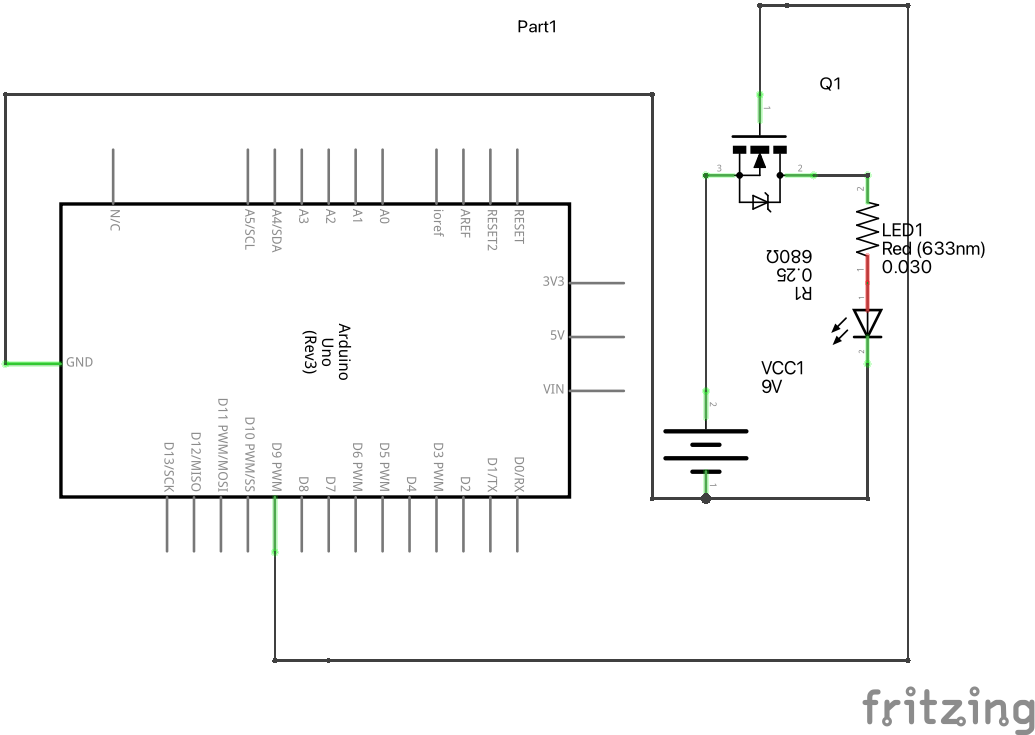 Part1
Q1
1
3
2
2
N/C
A5/SCL
A4/SDA
A3
A2
A1
A0
ioref
AREF
RESET2
RESET
LED1
Red (633nm)
0.030
R1
0.25
680Ω
1
1
2
3V3
5V
VIN
Arduino
Uno
(Rev3)
GND
VCC1
9V
2
1
D13/SCK
D12/MISO
D11 PWM/MOSI
D10 PWM/SS
D9 PWM
D8
D7
D6 PWM
D5 PWM
D4
D3 PWM
D2
D1/TX
D0/RX
fritzing